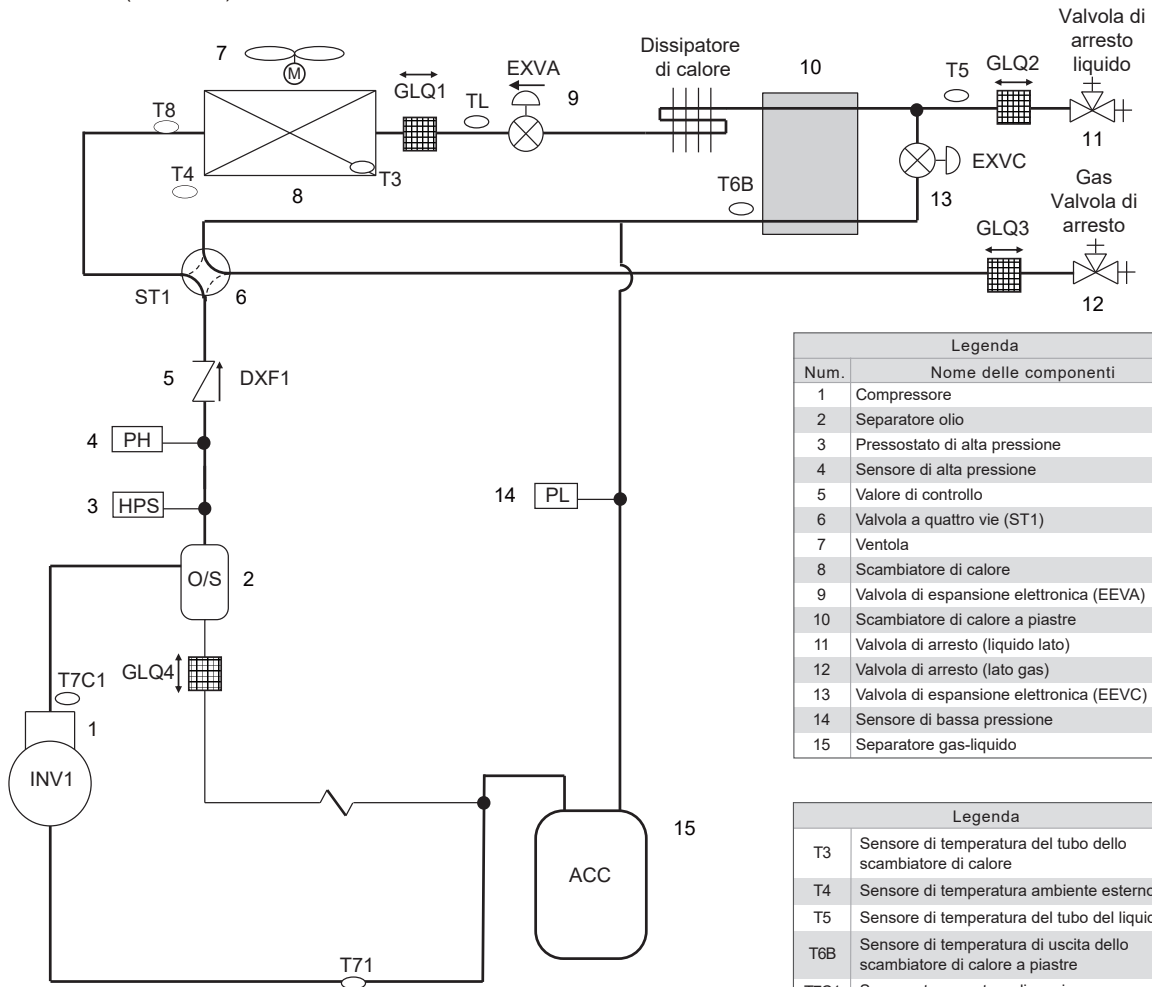 Valvola di
arresto
liquido
7
M
Dissipatore
di calore
10
T5
GLQ2
EXVA
9
GLQ1
TL
T8
11
T4
T3
8
T6B
EXVC
13
Gas
Valvola di
arresto
GLQ3
ST1
6
12
5
DXF1
4
PH
3
HPS
14
PL
O/S
2
GLQ4
T7C1
1
INV1
15
ACC
T71
Legenda
Num. Nome delle componenti
1 Compressore
2 Separatore olio
3 Pressostato di alta pressione
4 Sensore di alta pressione
5 Valore di controllo
6 Valvola a quattro vie (ST1)
7 Ventola
8 Scambiatore di calore
9 Valvola di espansione elettronica (EEVA)
10 Scambiatore di calore a piastre
11 Valvola di arresto (liquido lato)
12 Valvola di arresto (lato gas)
13 Valvola di espansione elettronica (EEVC)
14 Sensore di bassa pressione
15 Separatore gas-liquido
Legenda
T3 Sensore di temperatura del tubo dello
scambiatore di calore
T4 Sensore di temperatura ambiente esterno
T5 Sensore di temperatura del tubo del
T6B Sensore di temperatura di uscita dello
scambiatore di calore a piastre